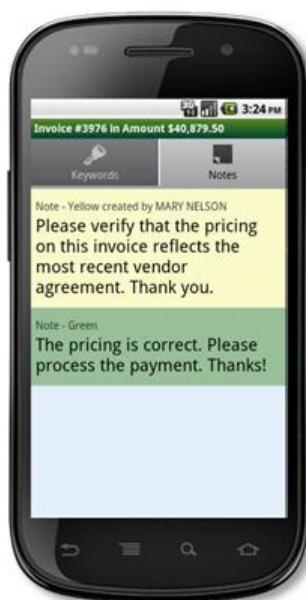 3:24 PM
Invoice #3976 in Amount $40,879.50
Keywords
Notes
Note - Yellow created by MARY NELSON
Please verify that the pricing
on this invoice reflects the
most recent vendor
agreement. Thank you.
Note - Green
The pricing is correct. Please
process the payment. Thanks!